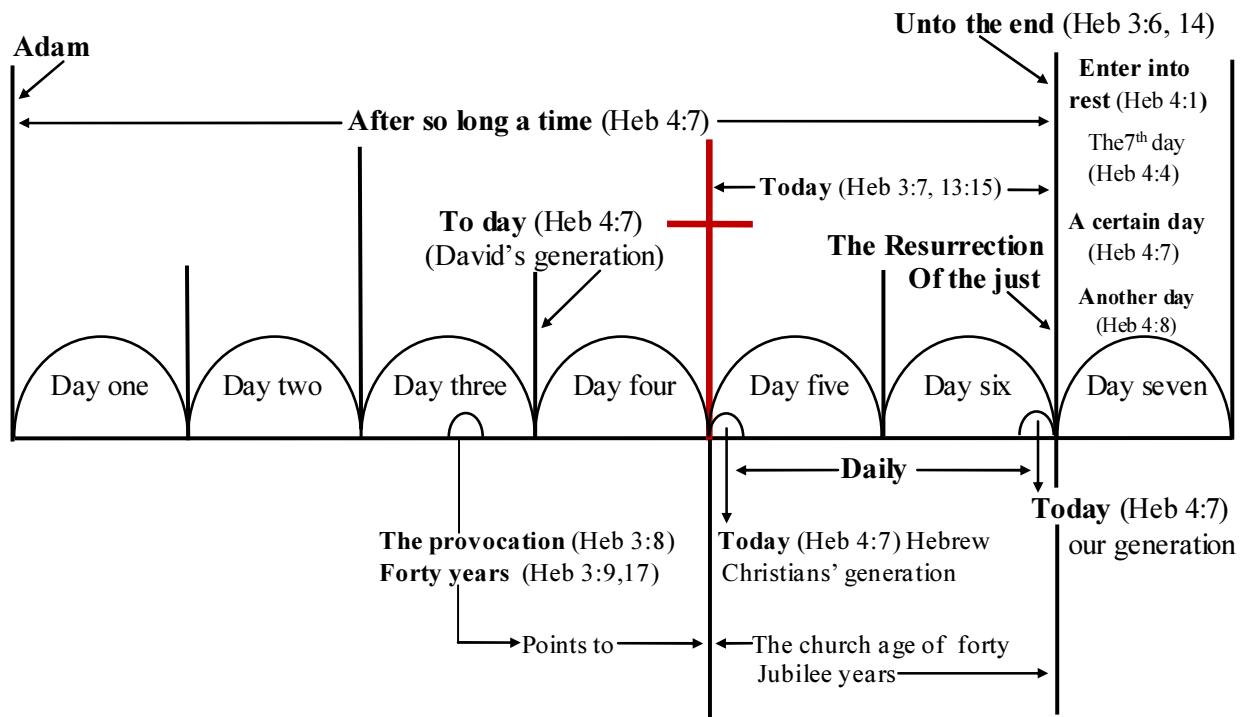 Unto the end (Heb 3:6, 14)
Adam
Enter into
rest (Heb 4:1)
After so long a time (Heb 4:7)
The7th day
(Heb 4:4)
Today (Heb 3:7, 13:15)
To day (Heb 4:7)
(David’s generation)
A certain day
(Heb 4:7)
The Resurrection
Of the just
Another day
(Heb 4:8)
Day one
Day two
Day three
Day four
Day five
Day six
Day seven
Daily
Today (Heb 4:7)
our generation
The provocation (Heb 3:8)
Forty years (Heb 3:9,17)
Today (Heb 4:7) Hebrew
Christians’ generation
Points to
The church age of forty
Jubilee years